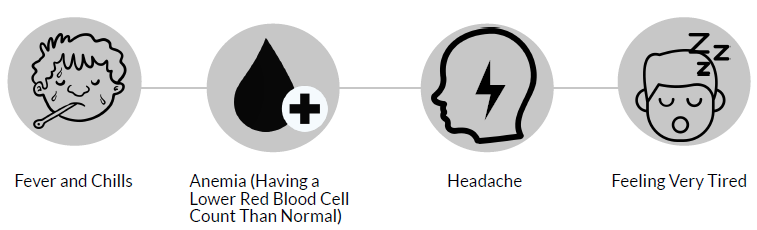 z
z z
z
Fever and Chills
Anemia (Having a
Lower Red Blood Cell
Count Than Normal)
Headache
Feeling Very Tired